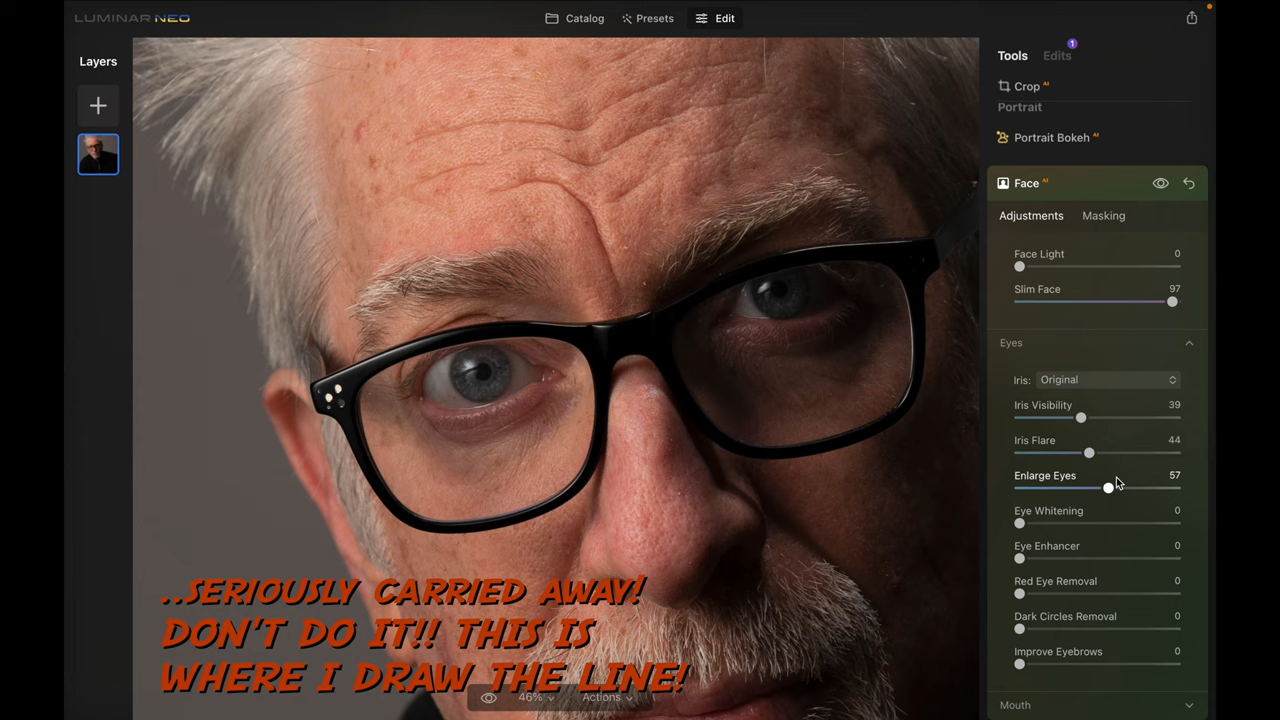 LUMINAR NEO
Catalog
Presets
Edit
Layers
Tools
Edits
1
Crop AI
Portrait
Portrait Bokeh AI
Face AI
Adjustments
Masking
Face Light 0
Slim Face 97
Eyes
Iris: Original
Iris Visibility 39
Iris Flare 44
Enlarge Eyes 57
Eye Whitening 0
Eye Enhancer 0
Red Eye Removal 0
Dark Circles Removal 0
Improve Eyebrows 0
Mouth
..SERIOUSLY CARRIED AWAY!
DON'T DO IT!! THIS IS
WHERE I DRAW THE LINE!
46%
Actions